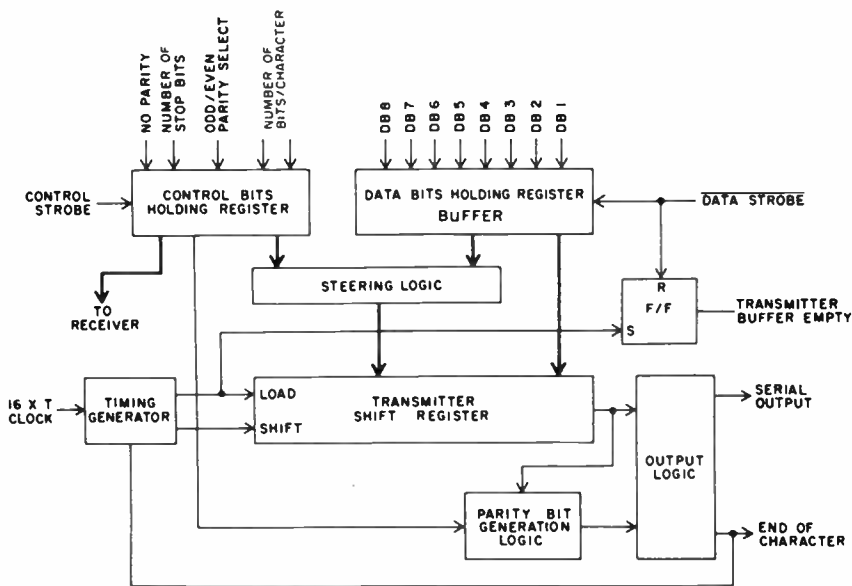 NO PARITY
NUMBER OF
STOP BITS
ODD/EVEN
PARITY SELECT
NUMBER OF
BITS/CHARACTER
DB8
DB7
DB6
DB5
DB4
DB3
DB2
DB1
CONTROL
STROBE
CONTROL BITS
HOLDING REGISTER
DATA BITS HOLDING REGISTER
BUFFER
DATA STROBE
STEERING LOGIC
TO
RECEIVER
R
F/F
S
TRANSMITTER
BUFFER EMPTY
16 X T
CLOCK
TIMING
GENERATOR
LOAD
SHIFT
TRANSMITTER
SHIFT REGISTER
SERIAL
OUTPUT
OUTPUT
LOGIC
PARITY BIT
GENERATION
LOGIC
END OF
CHARACTER